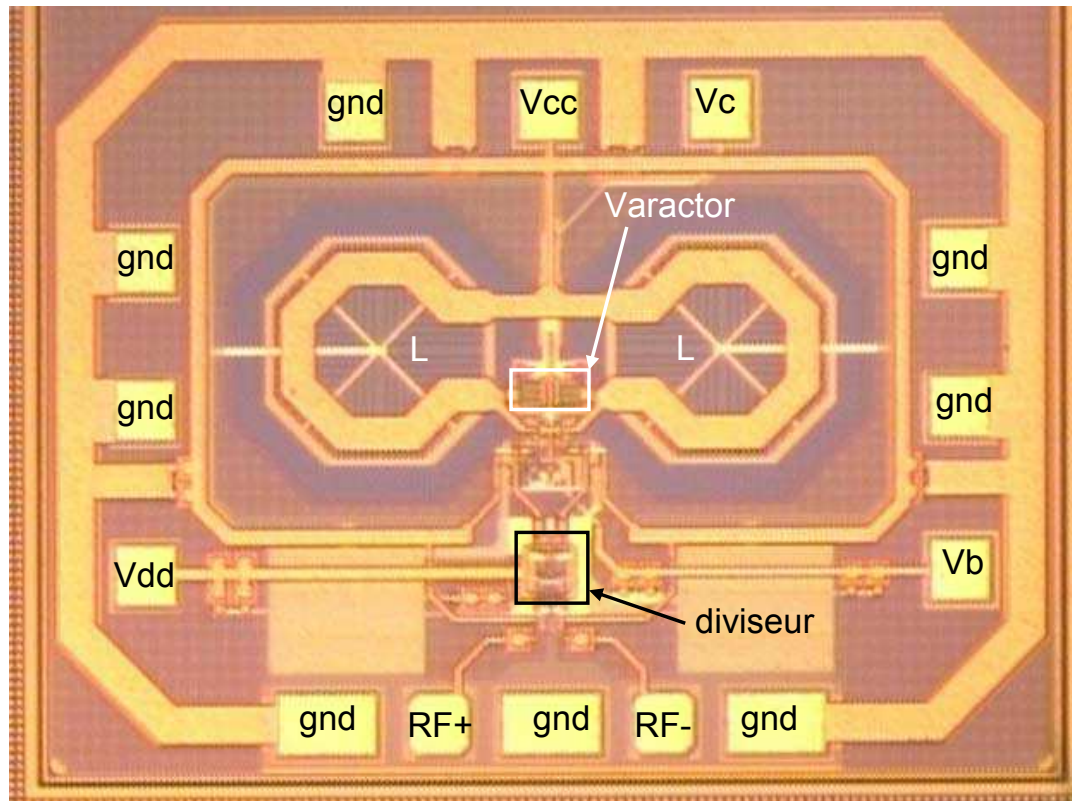 gnd
Vcc
Vc
Varactor
gnd
gnd
L
L
gnd
gnd
Vdd
Vb
diviseur
gnd
RF+
gnd
RF-
gnd